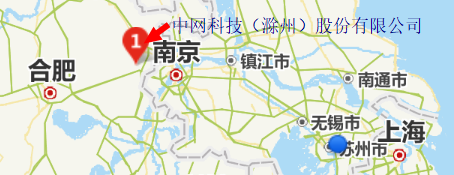 中网科技（滁州）股份有限公司
1
南京
镇江市
合肥
南通市
无锡市
上海
苏州市